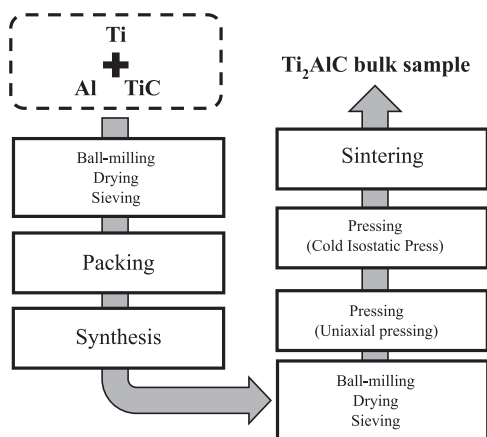 Ti
+
Al TiC
Ball-milling
Drying
Sieving
Packing
Synthesis
Ti₂AlC bulk sample
Sintering
Pressing
(Cold Isostatic Press)
Pressing
(Uniaxial pressing)
Ball-milling
Drying
Sieving